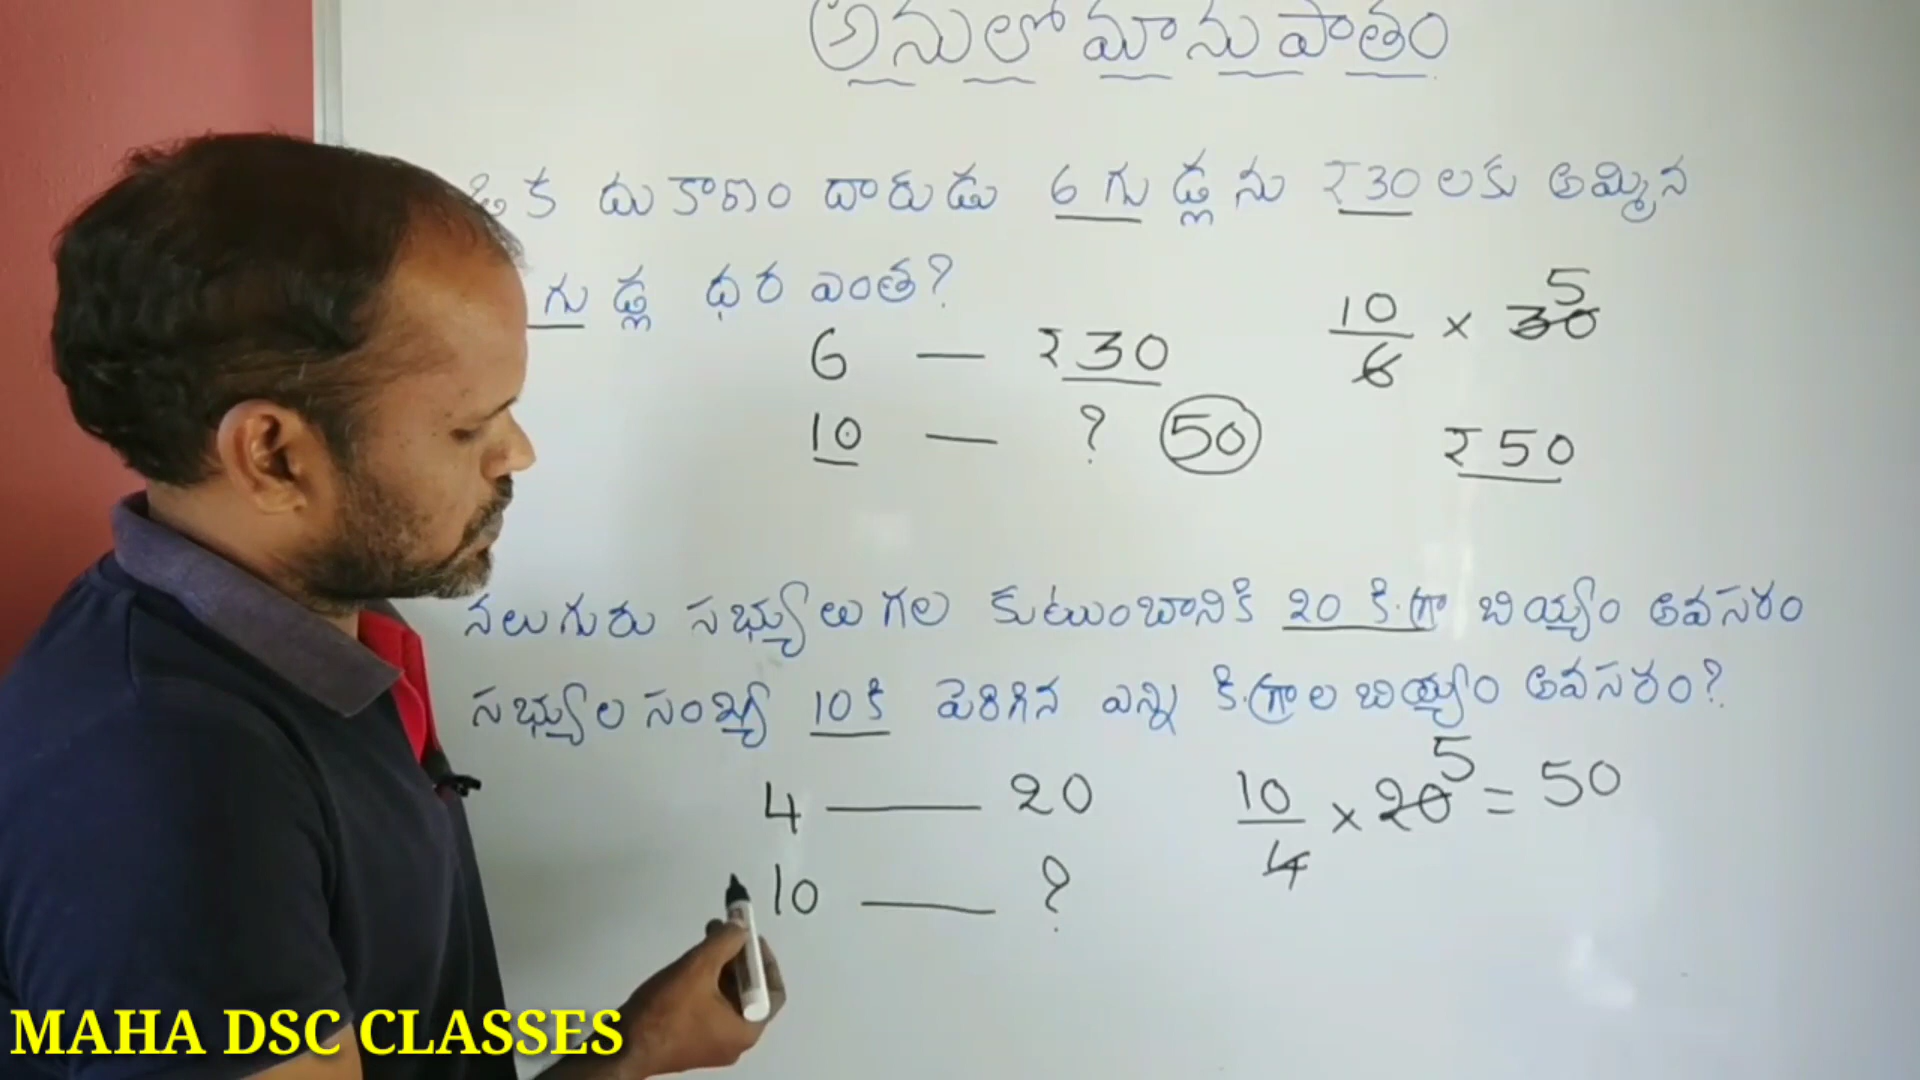 అనులోమానుపాతం
ఒక దుకాణం దారుడు 6 గుడ్లను ₹30 లకు అమ్మిన
గుడ్ల ధర ఎంత?
6 — ₹30
10 — ? 50
10/6 × 30 5
₹50
నలుగురు సభ్యులు గల కుటుంబానికి 20 కి.గ్రా బియ్యం అవసరం
సభ్యుల సంఖ్య 10కి పెరిగిన ఎన్ని కి.గ్రాల బియ్యం అవసరం?
4 — 20
10 — ?
10/4 × 20 5 = 50
MAHA DSC CLASSES